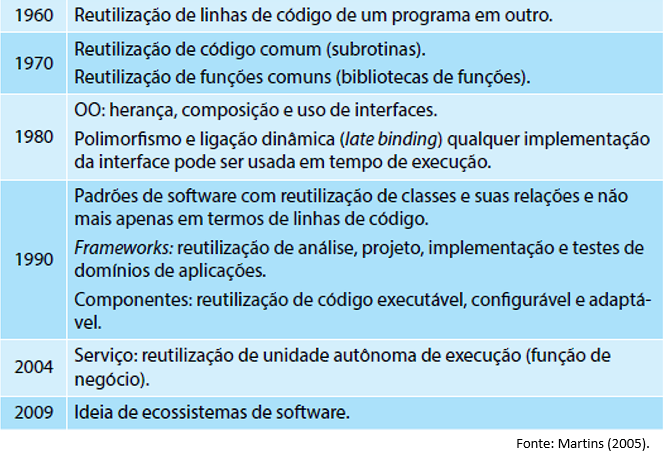 1960 Reutilização de linhas de código de um programa em outro.
1970 Reutilização de código comum (subrotinas).
Reutilização de funções comuns (bibliotecas de funções).
1980 OO: herança, composição e uso de interfaces.
Polimorfismo e ligação dinâmica (late binding) qualquer implementação
da interface pode ser usada em tempo de execução.
1990 Padrões de software com reutilização de classes e suas relações e não
mais apenas em termos de linhas de código.
Frameworks: reutilização de análise, projeto, implementação e testes de
domínios de aplicações.
Componentes: reutilização de código executável, configurável e adaptá-
vel.
2004 Serviço: reutilização de unidade autônoma de execução (função de
negócio).
2009 Ideia de ecossistemas de software.
Fonte: Martins (2005).